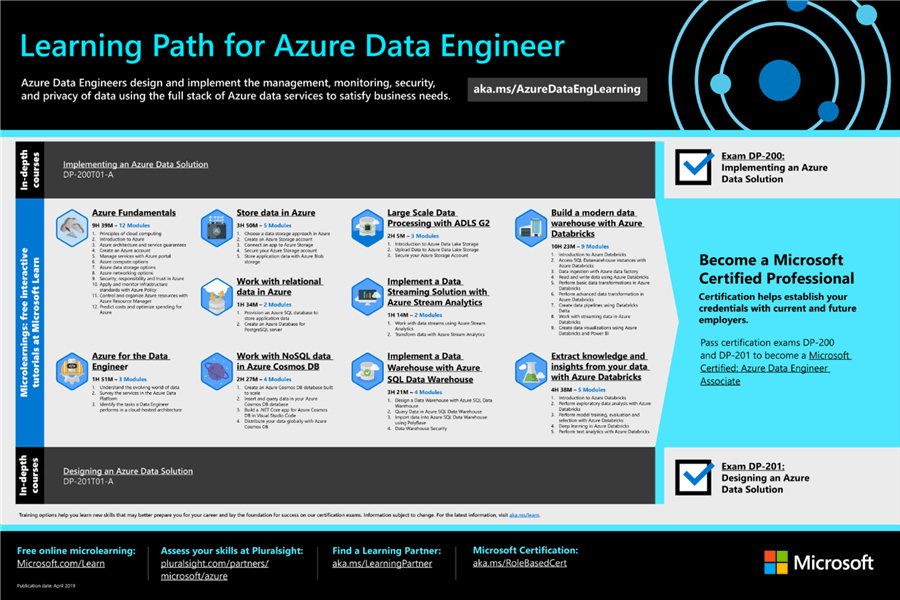 Learning Path for Azure Data Engineer
Azure Data Engineers design and implement the management, monitoring, security,
and privacy of data using the full stack of Azure data services to satisfy business needs.
aka.ms/AzureDataEngLearning
In-depth
courses
Implementing an Azure Data Solution
DP-200T01-A
Exam DP-200:
Implementing an Azure
Data Solution
Microlearnings: free interactive
tutorials at Microsoft Learn
Azure Fundamentals
9H 39M – 12 Modules
1. Principles of cloud computing
2. Introduction to Azure
3. Azure architecture and service guarantees
4. Create an Azure account
5. Manage services with Azure portal
6. Azure compute options
7. Azure data storage options
8. Azure networking options
9. Security, responsibility and trust in Azure
10. Apply and monitor infrastructure
standards with Azure Policy
11. Control and organize Azure resources with
Azure Resource Manager
12. Predict costs and optimize spending for
Azure
Azure for the Data
Engineer
1H 51M – 3 Modules
1. Understand the evolving world of data
2. Survey the services in the Azure Data
Platform
3. Identify the tasks a Data Engineer
performs in a cloud-hosted architecture
Store data in Azure
3H 50M – 5 Modules
1. Choose a data storage approach in Azure
2. Create an Azure Storage account
3. Connect an app to Azure Storage
4. Secure your Azure Storage account
5. Store application data with Azure Blob
storage
Work with relational
data in Azure
1H 34M – 2 Modules
1. Provision an Azure SQL database to
store application data
2. Create an Azure Database for
PostgreSQL server
Work with NoSQL data
in Azure Cosmos DB
2H 27M – 4 Modules
1. Create an Azure Cosmos DB database built
to scale
2. Insert and query data in your Azure
Cosmos DB database
3. Build a .NET Core app for Azure Cosmos
DB in Visual Studio Code
4. Distribute your data globally with Azure
Cosmos DB
Large Scale Data
Processing with ADLS G2
2H 5M – 3 Modules
1. Introduction to Azure Data Lake Storage
2. Upload Data to Azure Data Lake Storage
3. Secure your Azure Storage Account
Implement a Data
Streaming Solution with
Azure Stream Analytics
1H 14M – 2 Modules
1. Work with data streams using Azure Stream
Analytics
2. Transform data with Azure Stream Analytics
Implement a Data
Warehouse with Azure
SQL Data Warehouse
3H 21M – 4 Modules
1. Design a Data Warehouse with Azure SQL Data
Warehouse
2. Query Data in Azure SQL Data Warehouse
3. Import data into Azure SQL Data Warehouse
using PolyBase
4. Data Warehouse Security
Build a modern data
warehouse with Azure
Databricks
10H 23M – 9 Modules
1. Introduction to Azure Databricks
2. Access SQL Datawarehouse instances with
Azure Databricks
3. Data ingestion with Azure data factory
4. Read and write data using Azure Databricks
5. Perform basic data transformations in Azure
Databricks
6. Perform advanced data transformation in
Azure Databricks
7. Create data pipelines using Databricks
Delta
8. Work with streaming data in Azure
Databricks
9. Create data visualizations using Azure
Databricks and Power BI
Extract knowledge and
insights from your data
with Azure Databricks
4H 38M – 5 Modules
1. Introduction to Azure Databricks
2. Perform exploratory data analysis with Azure
Databricks
3. Perform model training, evaluation and
selection with Azure Databricks
4. Deep learning in Azure Databricks
5. Perform text analytics with Azure Databricks
Become a Microsoft
Certified Professional
Certification helps establish your
credentials with current and future
employers.
Pass certification exams DP-200
and DP-201 to become a Microsoft
Certified: Azure Data Engineer
Associate
In-depth
courses
Designing an Azure Data Solution
DP-201T01-A
Exam DP-201:
Designing an Azure
Data Solution
Training options help you learn new skills that may better prepare you for your career and lay the foundation for success on our certification exams. Information subject to change. For the latest information, visit aka.ms/learn.
Free online microlearning:
Microsoft.com/Learn
Assess your skills at Pluralsight:
pluralsight.com/partners/
microsoft/azure
Find a Learning Partner:
aka.ms/LearningPartner
Microsoft Certification:
aka.ms/RoleBasedCert
Microsoft
Publication date: April 2019